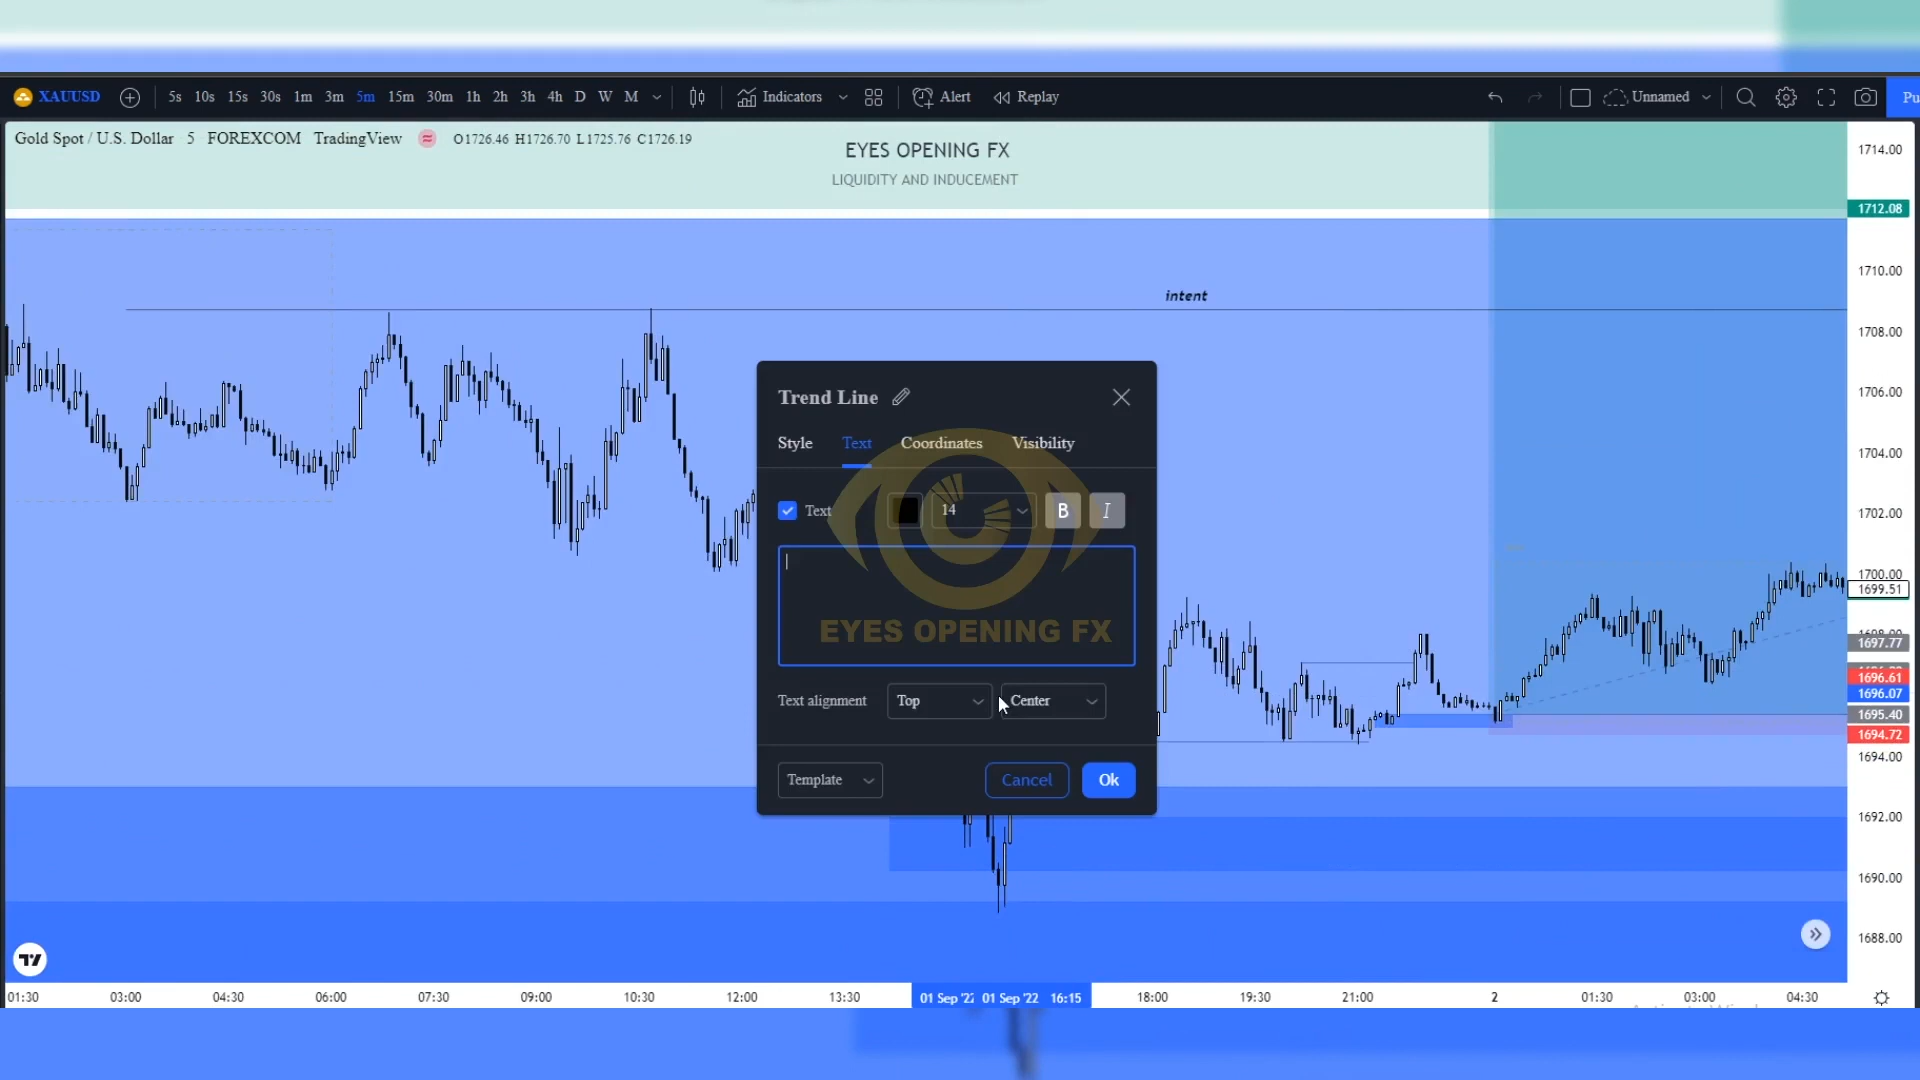 XAUUSD 5s 10s 15s 30s 1m 3m 5m 15m 30m 1h 2h 3h 4h D W M Indicators Alert Replay Unnamed
Gold Spot / U.S. Dollar 5 FOREXCOM TradingView O1726.46 H1726.70 L1725.76 C1726.19
EYES OPENING FX
LIQUIDITY AND INDUCEMENT
intent
Trend Line
Style Text Coordinates Visibility
Text 14 B I
EYES OPENING FX
Text alignment Top Center
Template Cancel Ok
1714.00
1712.08
1710.00
1708.00
1706.00
1704.00
1702.00
1700.00
1699.51
1697.77
1696.61
1696.07
1695.40
1694.72
1694.00
1692.00
1690.00
1688.00
01:30 03:00 04:30 06:00 07:30 09:00 10:30 12:00 13:30 01 Sep '22 01 Sep '22 16:15 18:00 19:30 21:00 2 01:30 03:00 04:30